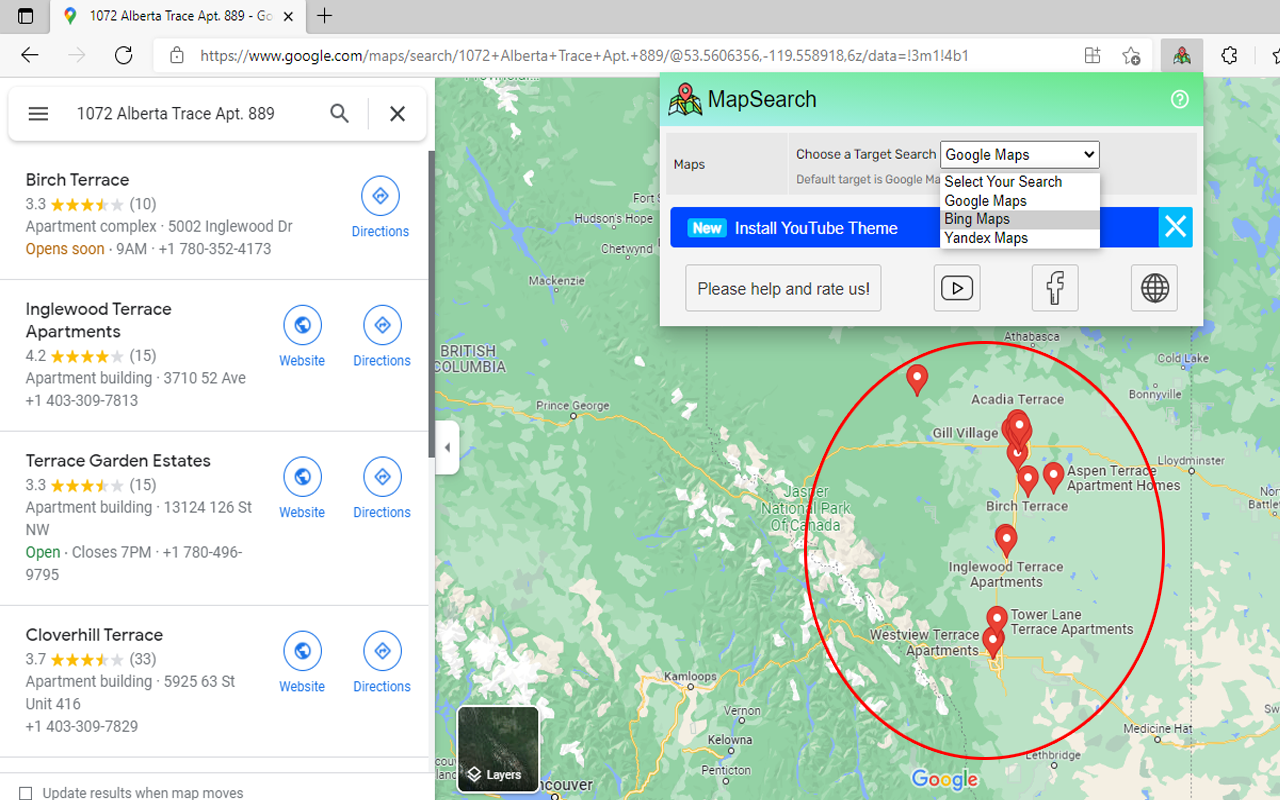 1072 Alberta Trace Apt. 889 - Go
https://www.google.com/maps/search/1072+Alberta+Trace+Apt.+889/@53.5606356,-119.558918,6z/data=!3m1!4b1
1072 Alberta Trace Apt. 889
Birch Terrace
3.3 (10)
Apartment complex · 5002 Inglewood Dr
Opens soon · 9AM · +1 780-352-4173
Directions
Inglewood Terrace
Apartments
4.2 (15)
Apartment building · 3710 52 Ave
+1 403-309-7813
Website
Directions
Terrace Garden Estates
3.3 (15)
Apartment building · 13124 126 St
NW
Open · Closes 7PM · +1 780-496-
9795
Website
Directions
Cloverhill Terrace
3.7 (33)
Apartment building · 5925 63 St
Unit 416
+1 403-309-7829
Website
Directions
Update results when map moves
MapSearch
Maps
Choose a Target Search
Google Maps
Default target is Google Ma
Select Your Search
Google Maps
Bing Maps
Yandex Maps
New Install YouTube Theme
Please help and rate us!
Fort S
Hudson's Hope
Chetwynd
Mackenzie
BRITISH
COLUMBIA
Prince George
Athabasca
Cold Lake
Bonnyville
Acadia Terrace
Gill Village
Lloydminster
Aspen Terrace
Apartment Homes
Birch Terrace
North
Battlef
Jasper
National Park
Of Canada
Inglewood Terrace
Apartments
Tower Lane
Terrace Apartments
Westview Terrace
Apartments
Kamloops
Vernon
Kelowna
Penticton
Medicine Hat
Lethbridge
Layers
ncouver
Google